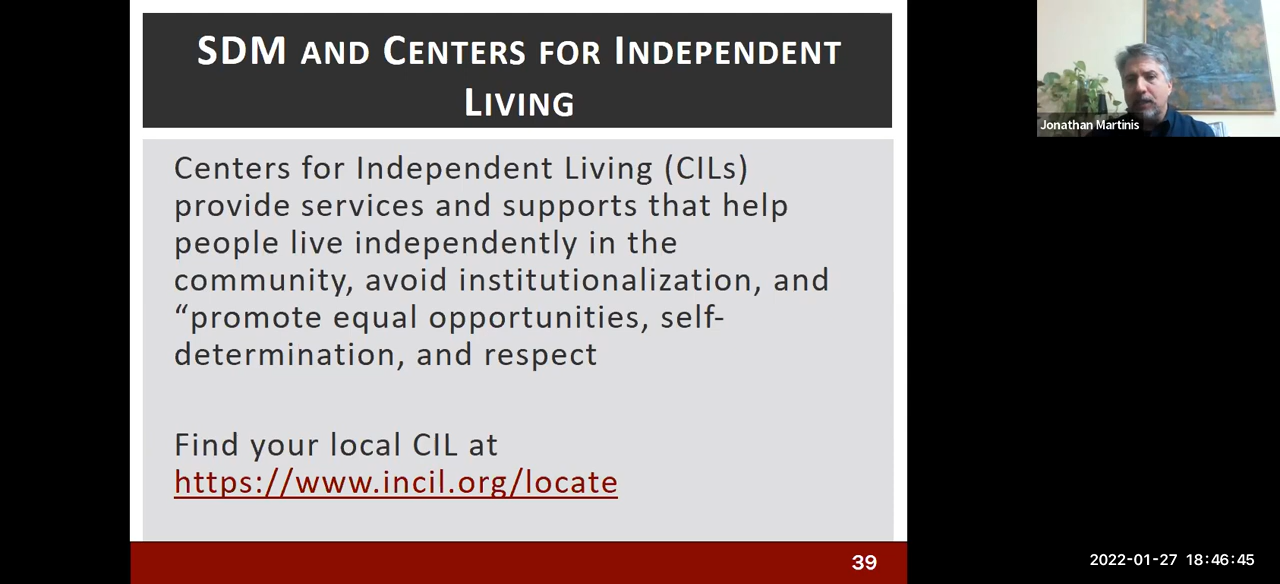 SDM AND CENTERS FOR INDEPENDENT
LIVING
Centers for Independent Living (CILs)
provide services and supports that help
people live independently in the
community, avoid institutionalization, and
“promote equal opportunities, self-
determination, and respect
Find your local CIL at
https://www.incil.org/locate
39
Jonathan Martinis
2022-01-27 18:46:45